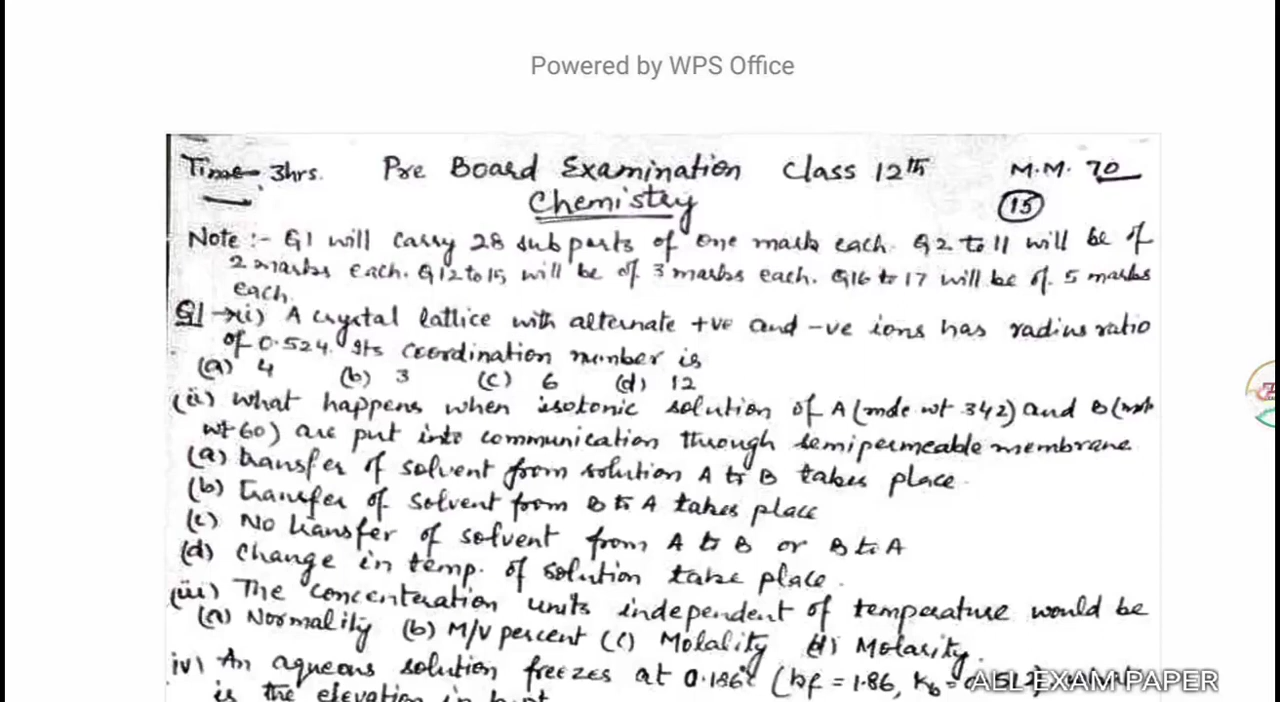 Powered by WPS Office
Time- 3hrs. Pre Board Examination Class 12th M.M. 70
Chemistry 15
Note :- Q1 will carry 28 subparts of one mark each. Q2 to 11 will be of
2 marks each. Q12 to 15 will be of 3 marks each. Q16 to 17 will be of 5 marks
each.
Q1 → (i) A crystal lattice with alternate +ve and -ve ions has radius ratio
of 0.524. Its coordination number is
(a) 4 (b) 3 (c) 6 (d) 12
(ii) what happens when isotonic solution of A (mole wt 342) and B (
wt 60) are put into communication through semipermeable membrane
(a) transfer of solvent from solution A to B takes place.
(b) transfer of solvent from B to A takes place
(c) No transfer of solvent from A to B or B to A
(d) Change in temp. of solution take place.
(iii) The concenteration units independent of temperature would be
(a) Normality (b) M/V percent (c) Molality (d) Molarity.
iv) An aqueous solution freezes at 0.186°C (kf = 1.86, Kb =
is the elevation in
ALL EXAM PAPER